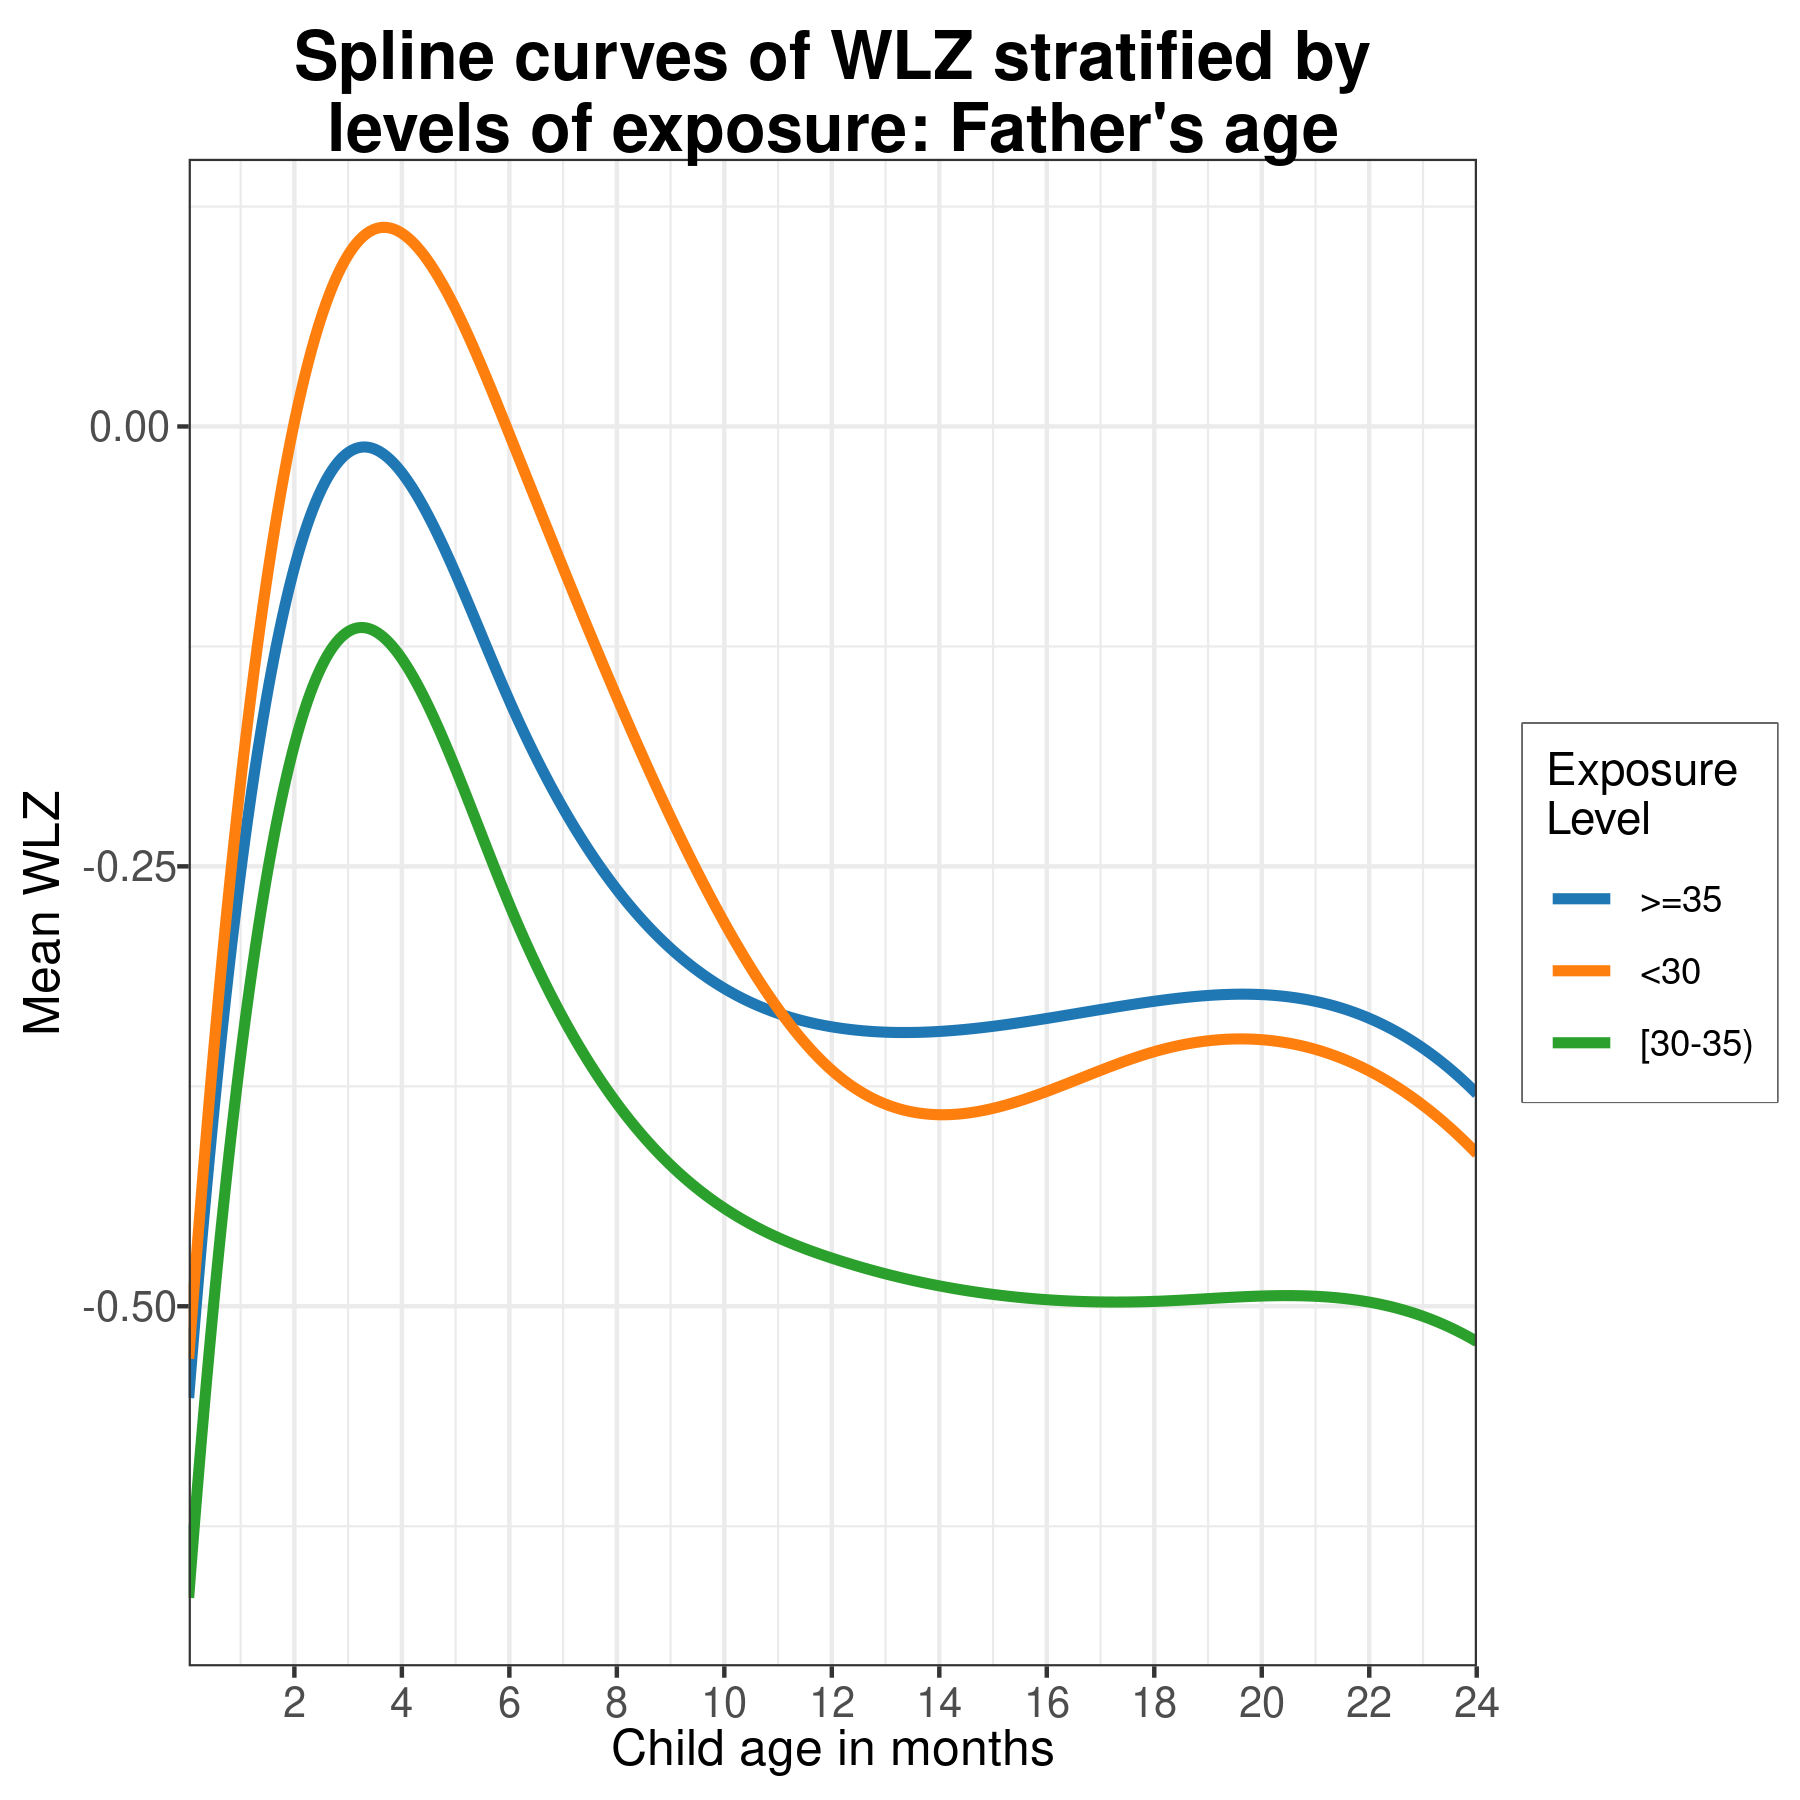 Spline curves of WLZ stratified by
levels of exposure: Father's age
Mean WLZ
0.00
-0.25
-0.50
2 4 6 8 10 12 14 16 18 20 22 24
Child age in months
Exposure
Level
>=35
<30
[30-35)